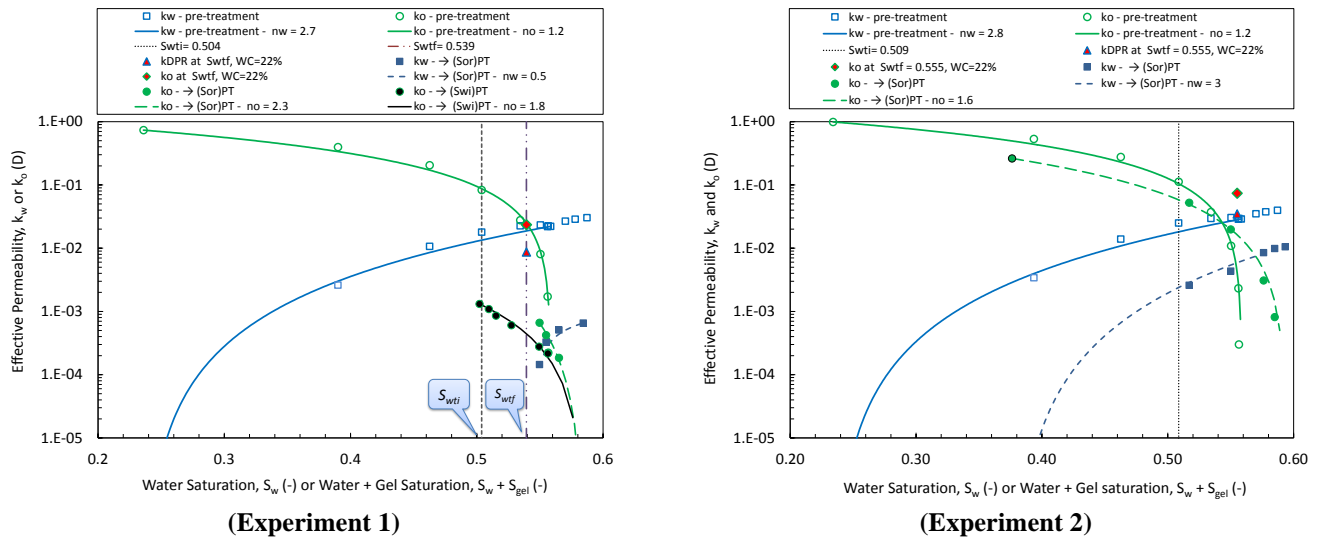 kw - pre-treatment
ko - pre-treatment
kw - pre-treatment - nw = 2.7
ko - pre-treatment - no = 1.2
Swti= 0.504
Swtf= 0.539
kDPR at Swtf, WC=22%
kw - → (Sor)PT
ko at Swtf, WC=22%
kw - → (Sor)PT - nw = 0.5
ko - → (Sor)PT
ko - → (Swi)PT
ko - → (Sor)PT - no = 2.3
ko - → (Swi)PT - no = 1.8
Effective Permeability, kw or ko (D)
1.E+00
1.E-01
1.E-02
1.E-03
1.E-04
1.E-05
Swti
Swtf
0.20 0.3 0.4 0.5 0.6
Water Saturation, Sw (-) or Water + Gel Saturation, Sw + Sgel (-)
(Experiment 1)
kw - pre-treatment
ko - pre-treatment
kw - pre-treatment - nw = 2.8
ko - pre-treatment - no = 1.2
Swti= 0.509
kDPR at Swtf = 0.555, WC=22%
ko at Swtf = 0.555, WC=22%
kw - → (Sor)PT
ko - → (Sor)PT
kw - → (Sor)PT - nw = 3
ko - → (Sor)PT - no = 1.6
Effective Permeability, kw and ko (D)
1.E+00
1.E-01
1.E-02
1.E-03
1.E-04
1.E-05
0.20 0.30 0.40 0.50 0.60
Water Saturation, Sw (-) or Water + Gel saturation, Sw + Sgel (-)
(Experiment 2)